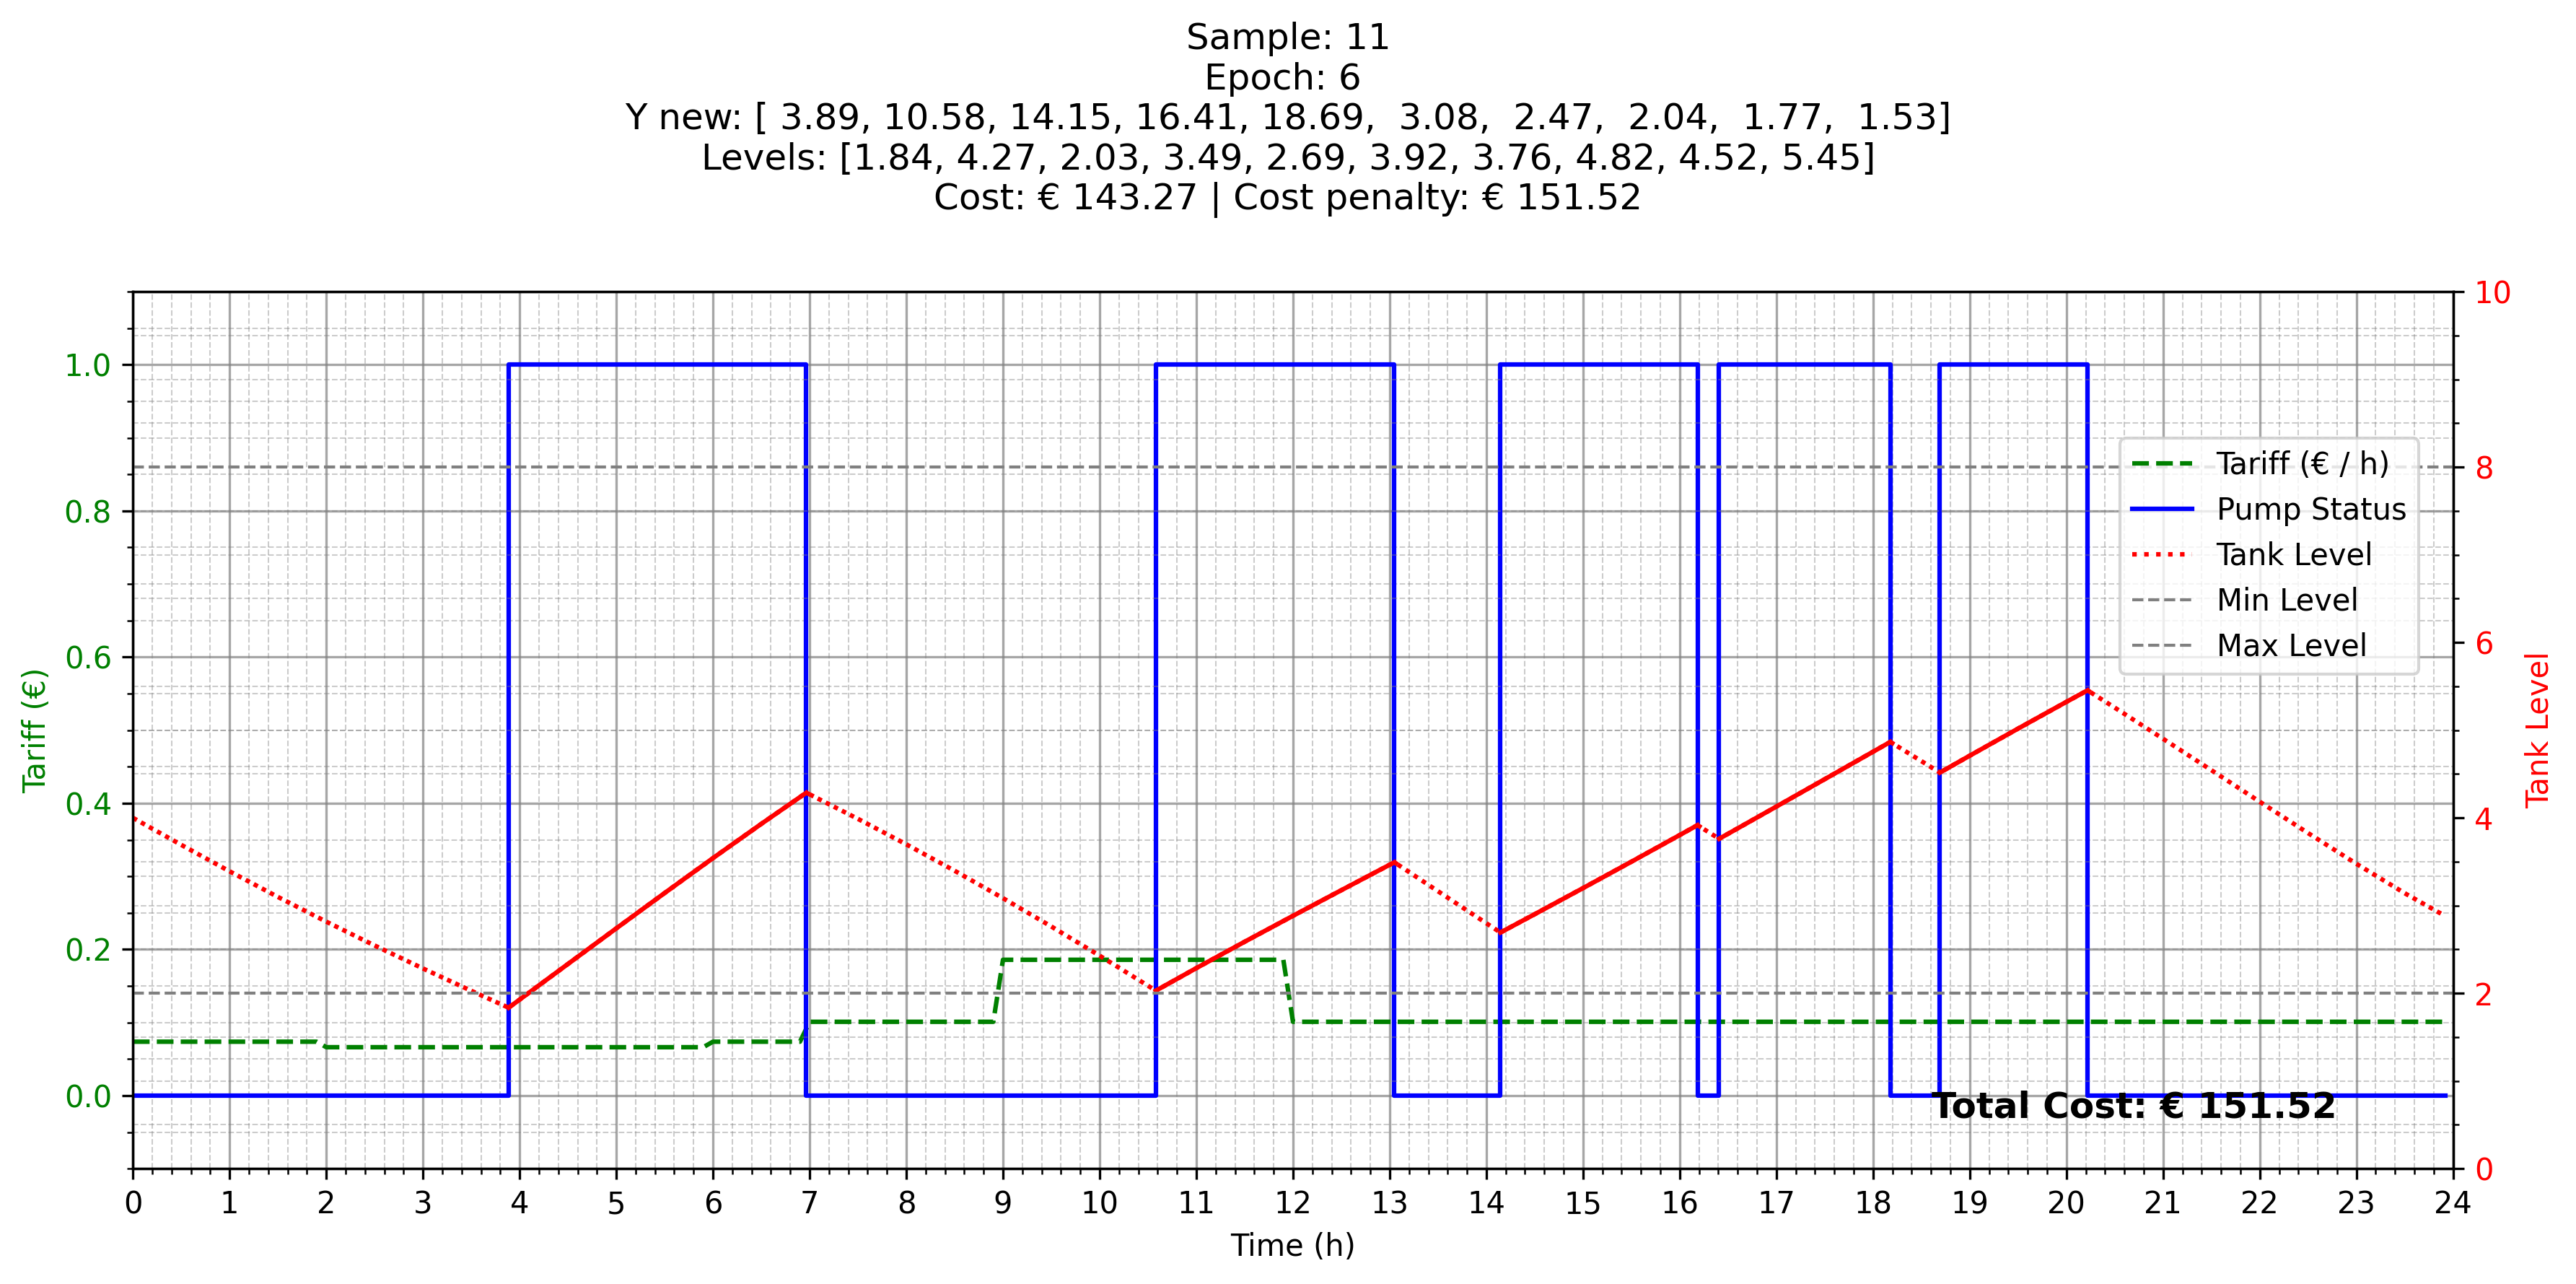 Sample: 11
Epoch: 6
Y new: [ 3.89, 10.58, 14.15, 16.41, 18.69,  3.08,  2.47,  2.04,  1.77,  1.53]
Levels: [1.84, 4.27, 2.03, 3.49, 2.69, 3.92, 3.76, 4.82, 4.52, 5.45]
Cost: € 143.27 | Cost penalty: € 151.52
Tariff (€)
1.0
0.8
0.6
0.4
0.2
0.0
10
8
6
4
2
0
Tank Level
Tariff (€ / h)
Pump Status
Tank Level
Min Level
Max Level
Total Cost: € 151.52
0 1 2 3 4 5 6 7 8 9 10 11 12 13 14 15 16 17 18 19 20 21 22 23 24
Time (h)